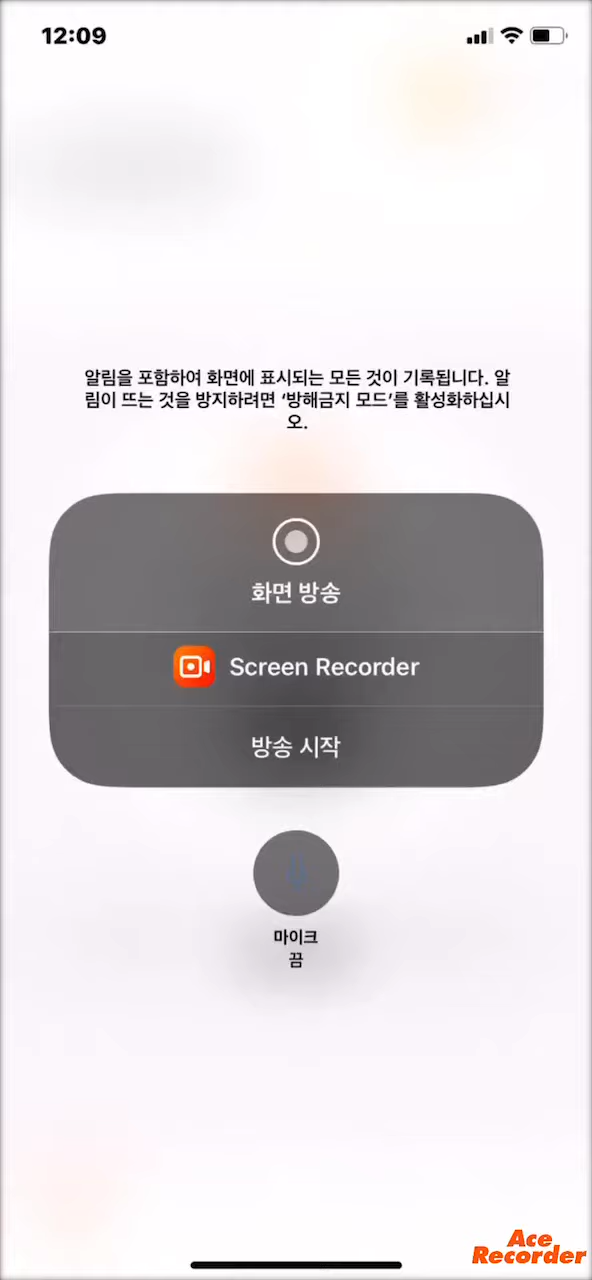 12:09
알림을 포함하여 화면에 표시되는 모든 것이 기록됩니다. 알
림이 뜨는 것을 방지하려면 ‘방해금지 모드’를 활성화하십시
오.
화면 방송
Screen Recorder
방송 시작
마이크
끔
Ace
Recorder